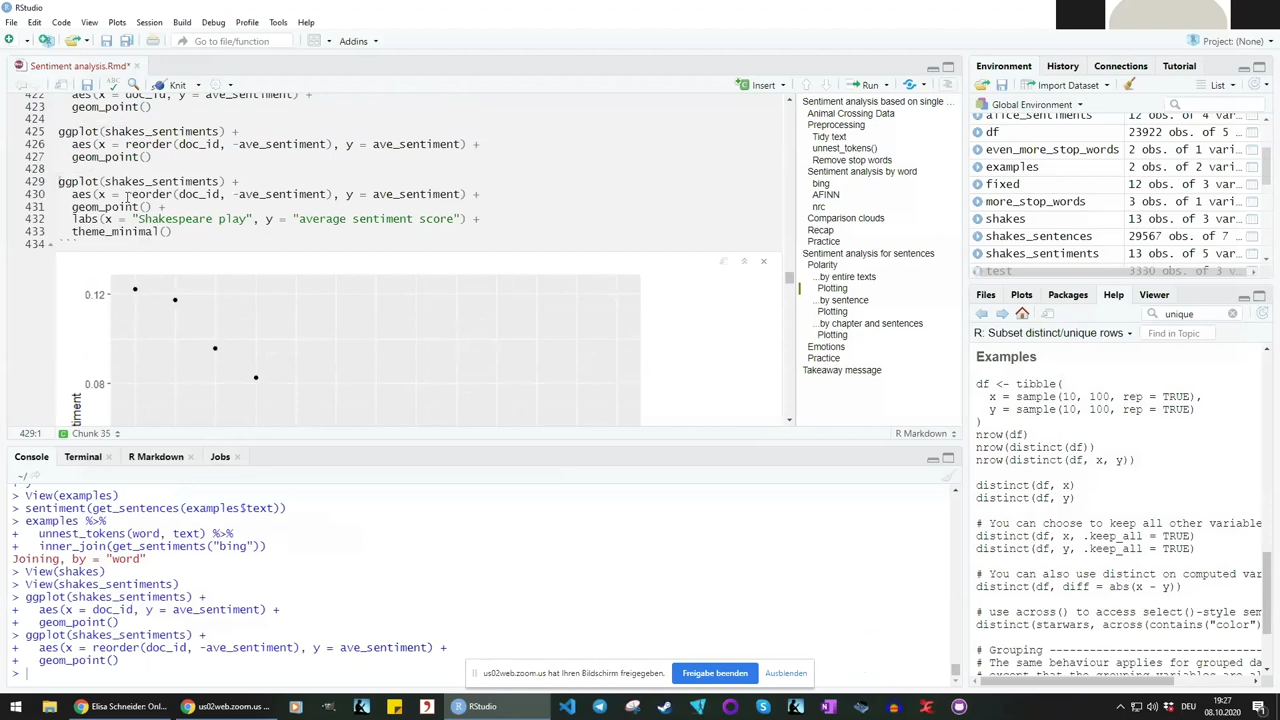 RStudio
File Edit Code View Plots Session Build Debug Profile Tools Help
Go to file/function Addins Project: (None)
Sentiment analysis.Rmd*
ABC Knit Insert Run
422 aes(x = doc_id, y = ave_sentiment) +
423 geom_point()
424
425 ggplot(shakes_sentiments) +
426 aes(x = reorder(doc_id, -ave_sentiment), y = ave_sentiment) +
427 geom_point()
428
429 ggplot(shakes_sentiments) +
430 aes(x = reorder(doc_id, -ave_sentiment), y = ave_sentiment) +
431 geom_point() +
432 labs(x = "Shakespeare play", y = "average sentiment score") +
433 theme_minimal()
434 ```
0.12
0.08
timent
429:1 Chunk 35 R Markdown
Sentiment analysis based on single ...
Animal Crossing Data
Preprocessing
Tidy text
unnest_tokens()
Remove stop words
Sentiment analysis by word
bing
AFINN
nrc
Comparison clouds
Recap
Practice
Sentiment analysis for sentences
Polarity
...by entire texts
Plotting
...by sentence
Plotting
...by chapter and sentences
Plotting
Emotions
Practice
Takeaway message
Console Terminal R Markdown Jobs
~/
> View(examples)
> sentiment(get_sentences(examples$text))
> examples %>%
+ unnest_tokens(word, text) %>%
+ inner_join(get_sentiments("bing"))
Joining, by = "word"
> View(shakes)
> View(shakes_sentiments)
> ggplot(shakes_sentiments) +
+ aes(x = doc_id, y = ave_sentiment) +
+ geom_point()
> ggplot(shakes_sentiments) +
+ aes(x = reorder(doc_id, -ave_sentiment), y = ave_sentiment) +
+ geom_point()
>
Environment History Connections Tutorial
Import Dataset List
Global Environment
alice_sentiments 12 obs. of 4 var...
df 23922 obs. of 5 ...
even_more_stop_words 2 obs. of 1 vari...
examples 2 obs. of 2 vari...
fixed 12 obs. of 3 var...
more_stop_words 3 obs. of 1 vari...
shakes 13 obs. of 3 var...
shakes_sentences 29567 obs. of 7 ...
shakes_sentiments 13 obs. of 5 var...
test 3330 obs. of 3 v...
Files Plots Packages Help Viewer
unique
R: Subset distinct/unique rows Find in Topic
Examples
df <- tibble(
x = sample(10, 100, rep = TRUE),
y = sample(10, 100, rep = TRUE)
)
nrow(df)
nrow(distinct(df))
nrow(distinct(df, x, y))
distinct(df, x)
distinct(df, y)
# You can choose to keep all other variable
distinct(df, x, .keep_all = TRUE)
distinct(df, y, .keep_all = TRUE)
# You can also use distinct on computed var
distinct(df, diff = abs(x - y))
# use across() to access select()-style sem
distinct(starwars, across(contains("color")
# Grouping
# The same behaviour applies for grouped da
us02web.zoom.us hat Ihren Bildschirm freigegeben. Freigabe beenden Ausblenden
Elisa Schneider: Onl... us02web.zoom.us ... RStudio DEU 19:27
08.10.2020